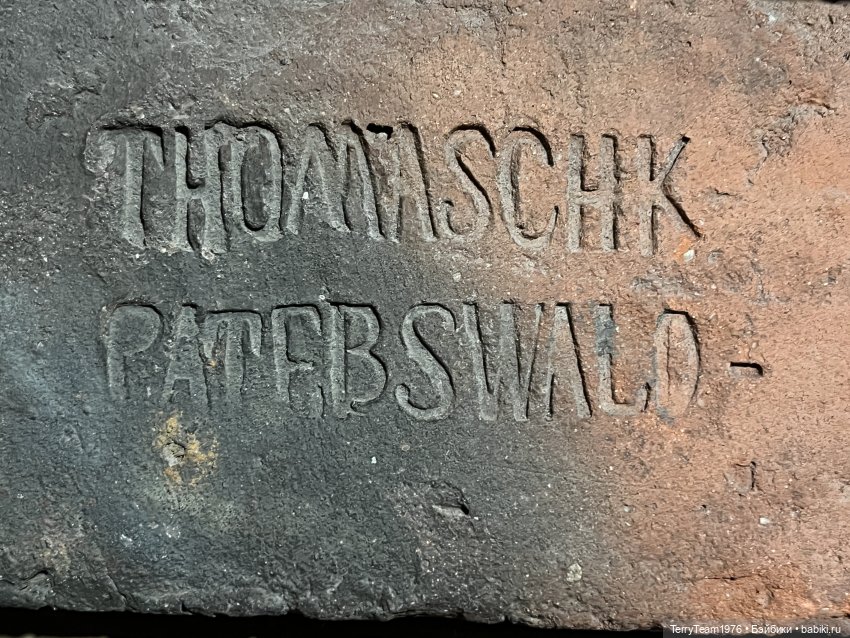 THOMASCHK
PATERSWALD-
TerryTeam1976 • Бэйбики • babiki.ru